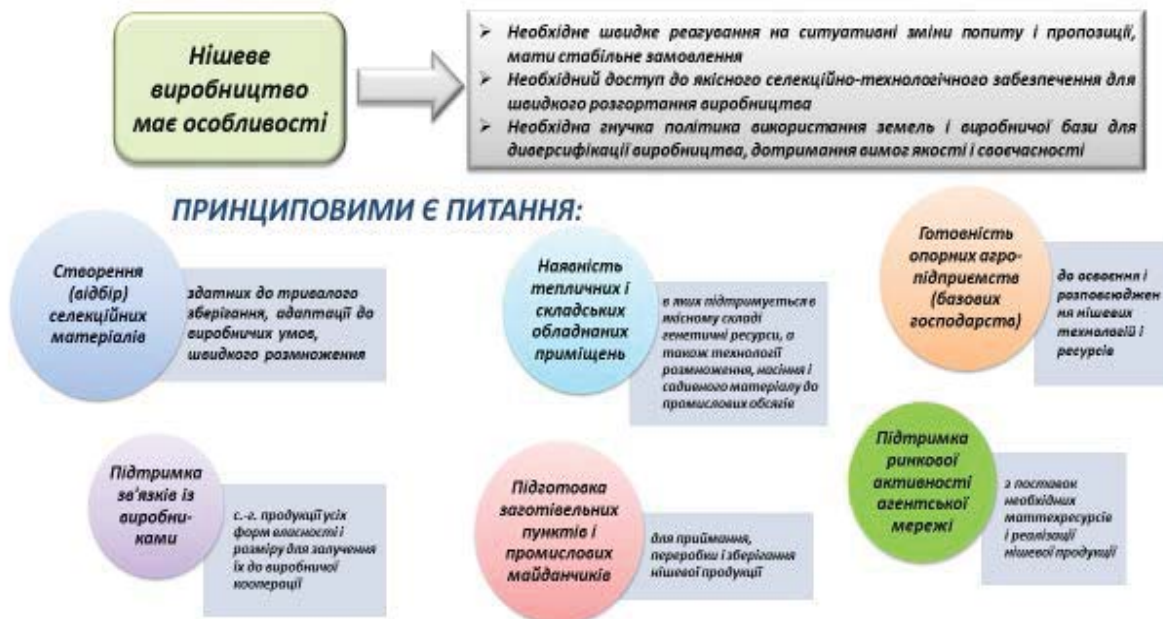 Нішеве
виробництво
має особливості
➢ Необхідне швидке реагування на ситуативні зміни попиту і пропозиції,
мати стабільне замовлення
➢ Необхідний доступ до якісного селекційно-технологічного забезпечення для
швидкого розгортання виробництва
➢ Необхідна гнучка політика використання земель і виробничої бази для
диверсифікації виробництва, дотримання вимог якості і своєчасності
ПРИНЦИПОВИМИ Є ПИТАННЯ:
Створення
(відбір)
селекційних
матеріалів
здатних до тривалого
зберігання, адаптації до
виробничих умов,
швидкого розмноження
Наявність
тепличних і
складських
обладнаних
приміщень
в яких підтримується в
якісному складі
генетичні ресурси, а
також технології
розмноження, насіння і
садивного матеріалу до
промислових обсягів
Готовність
опорних агро-
підприємств
(базових
господарств)
до освоєння і
розповсюджен
ня нішевих
технологій і
ресурсів
Підтримка
зв'язків із
виробни-
ками
с.-г. продукції усіх
форм власності і
розміру для залучення
їх до виробничої
кооперації
Підготовка
заготівельних
пунктів і
промислових
майданчиків
для приймання,
переробки і зберігання
нішевої продукції
Підтримка
ринкової
активності
агентської
мережі
з поставок
необхідних
маттехресурсів
і реалізації
нішевої продукції